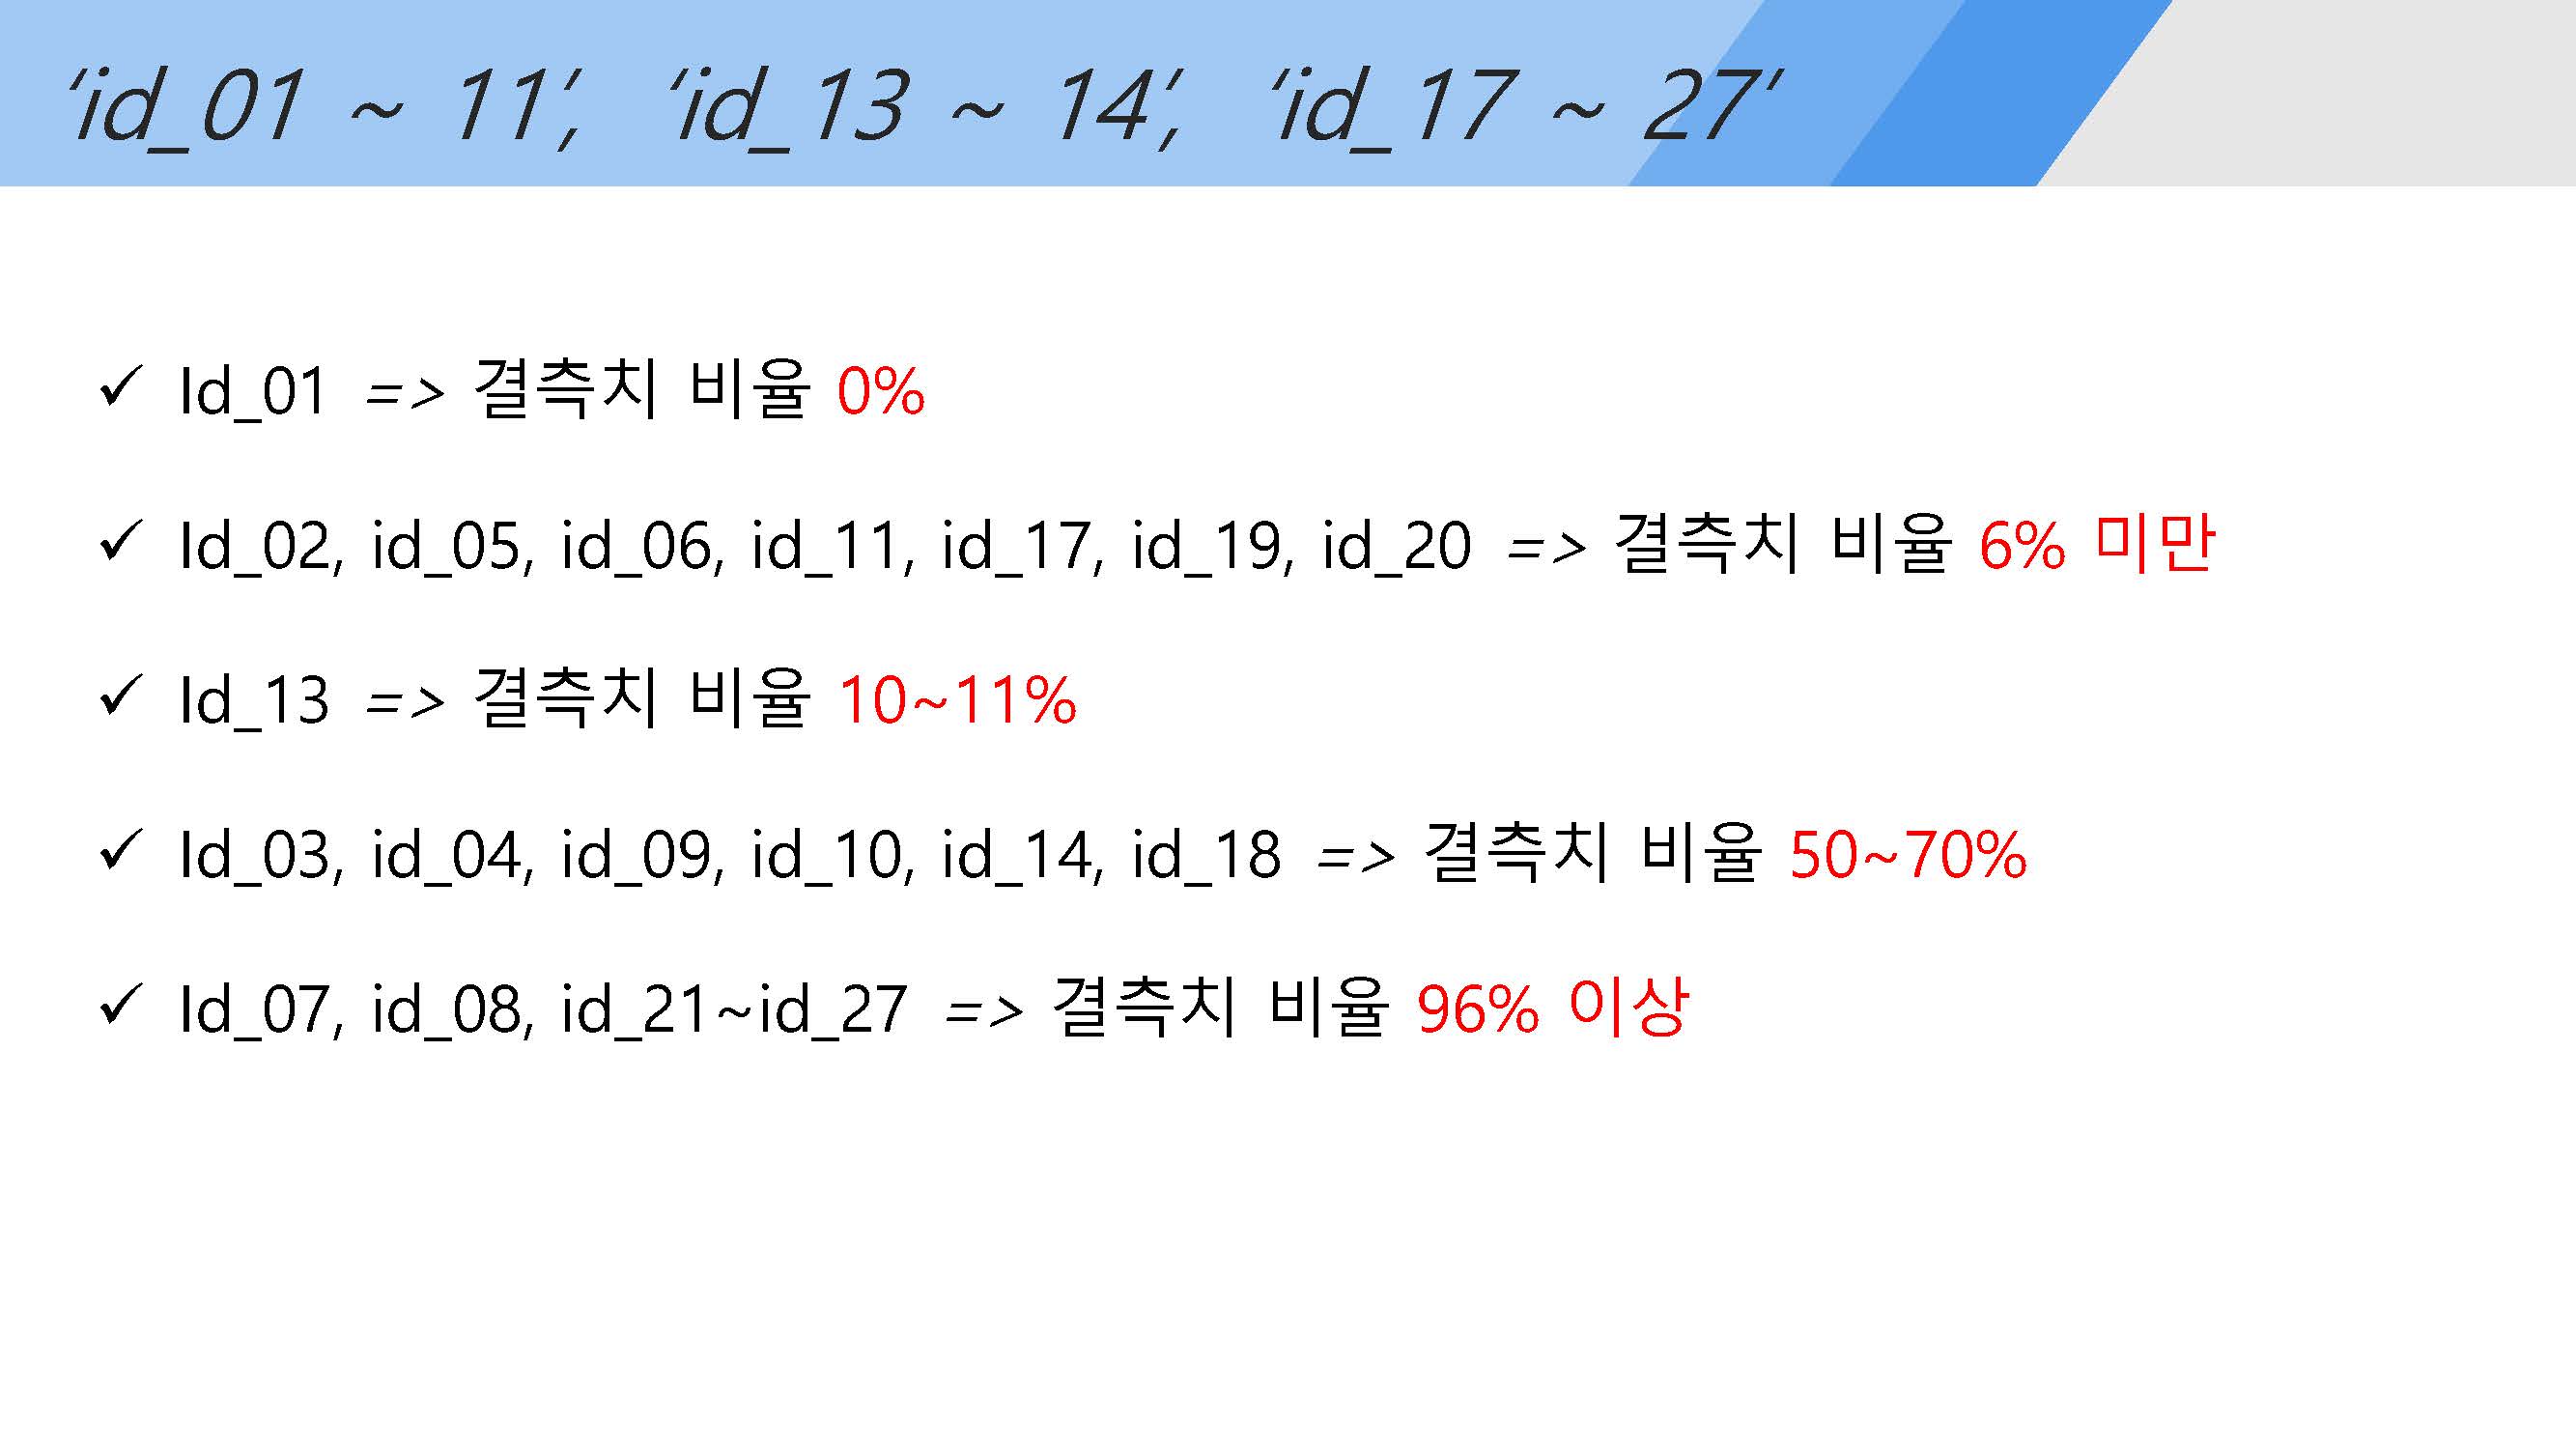 ‘id_01 ~ 11’, ‘id_13 ~ 14’, ‘id_17 ~ 27’
✓ Id_01 => 결측치 비율 0%
✓ Id_02, id_05, id_06, id_11, id_17, id_19, id_20 => 결측치 비율 6% 미만
✓ Id_13 => 결측치 비율 10~11%
✓ Id_03, id_04, id_09, id_10, id_14, id_18 => 결측치 비율 50~70%
✓ Id_07, id_08, id_21~id_27 => 결측치 비율 96% 이상